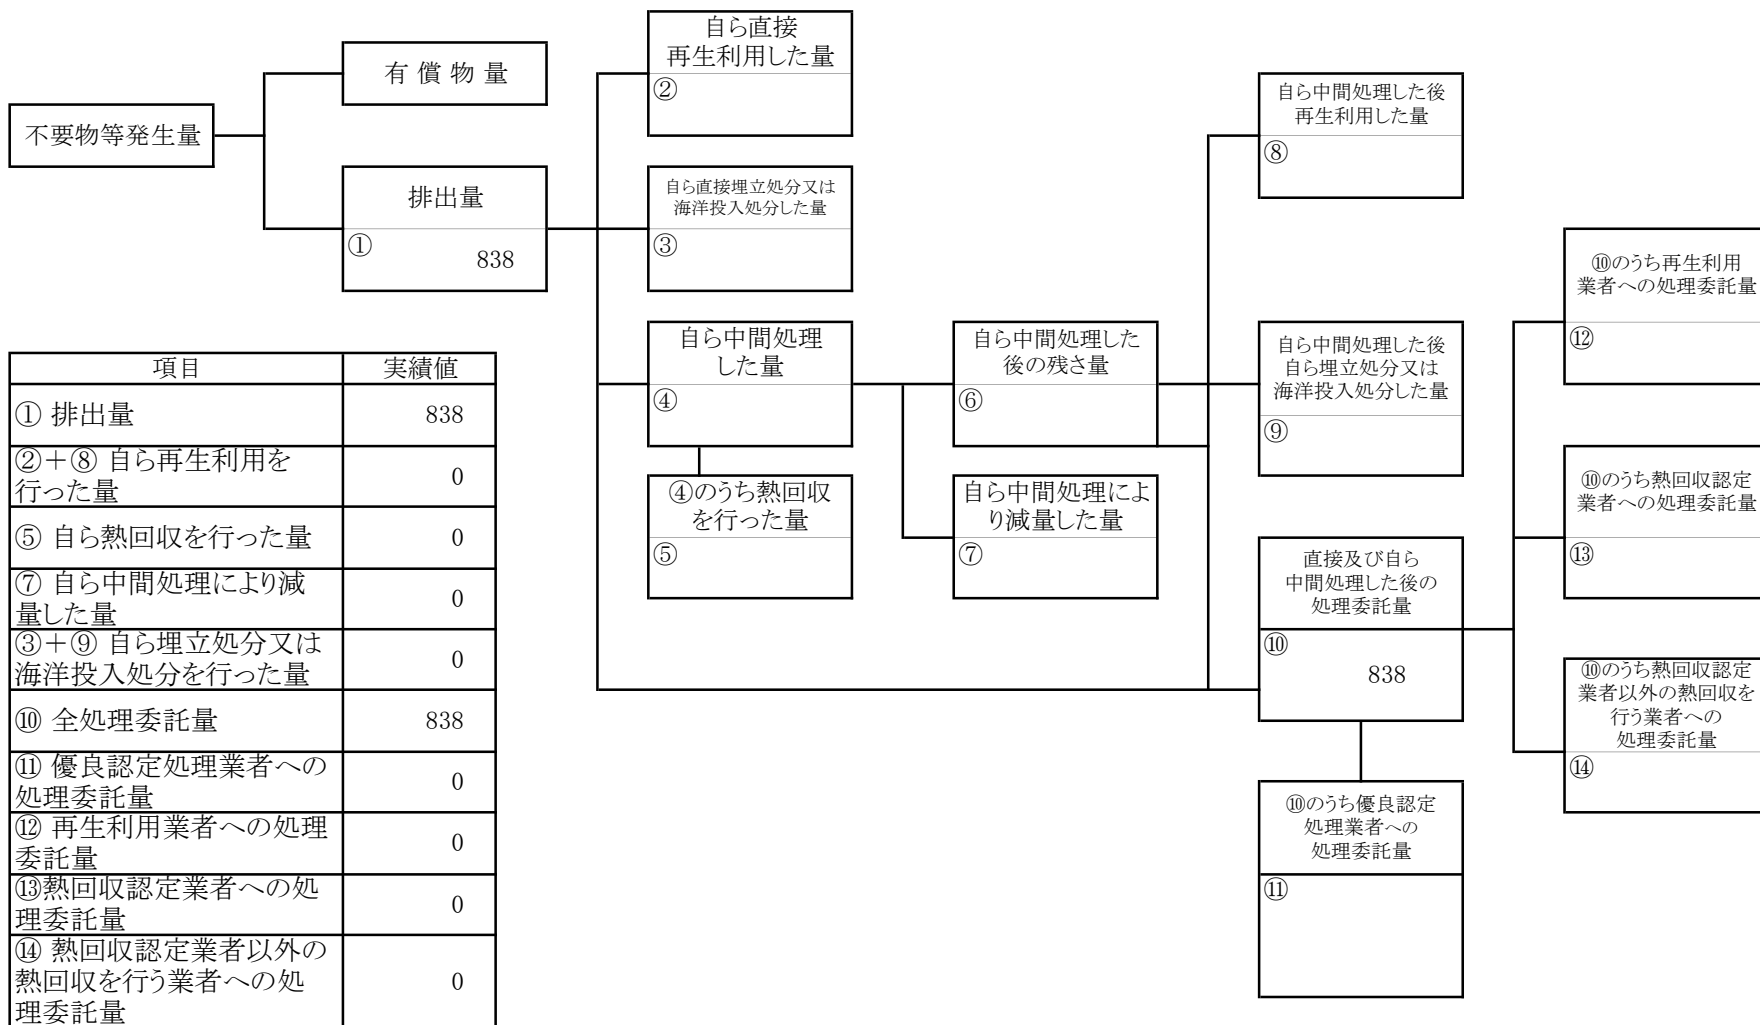 自ら直接
再生利用した量
②
有 償 物 量
自ら中間処理した後
再生利用した量
⑧
不要物等発生量
排出量
①
838
自ら直接埋立処分又は
海洋投入処分した量
③
⑩のうち再生利用
業者への処理委託量
⑫
自ら中間処理
した量
④
自ら中間処理した
後の残さ量
⑥
自ら中間処理した後
自ら埋立処分又は
海洋投入処分した量
⑨
④のうち熱回収
を行った量
⑤
自ら中間処理によ
り減量した量
⑦
⑩のうち熱回収認定
業者への処理委託量
⑬
直接及び自ら
中間処理した後の
処理委託量
⑩
838
⑩のうち熱回収認定
業者以外の熱回収を
行う業者への
処理委託量
⑭
⑩のうち優良認定
処理業者への
処理委託量
⑪
項目 実績値
① 排出量 838
②+⑧ 自ら再生利用を
行った量 0
⑤ 自ら熱回収を行った量 0
⑦ 自ら中間処理により減
量した量 0
③+⑨ 自ら埋立処分又は
海洋投入処分を行った量 0
⑩ 全処理委託量 838
⑪ 優良認定処理業者への
処理委託量 0
⑫ 再生利用業者への処理
委託量 0
⑬熱回収認定業者への処
理委託量 0
⑭ 熱回収認定業者以外の
熱回収を行う業者への処
理委託量 0